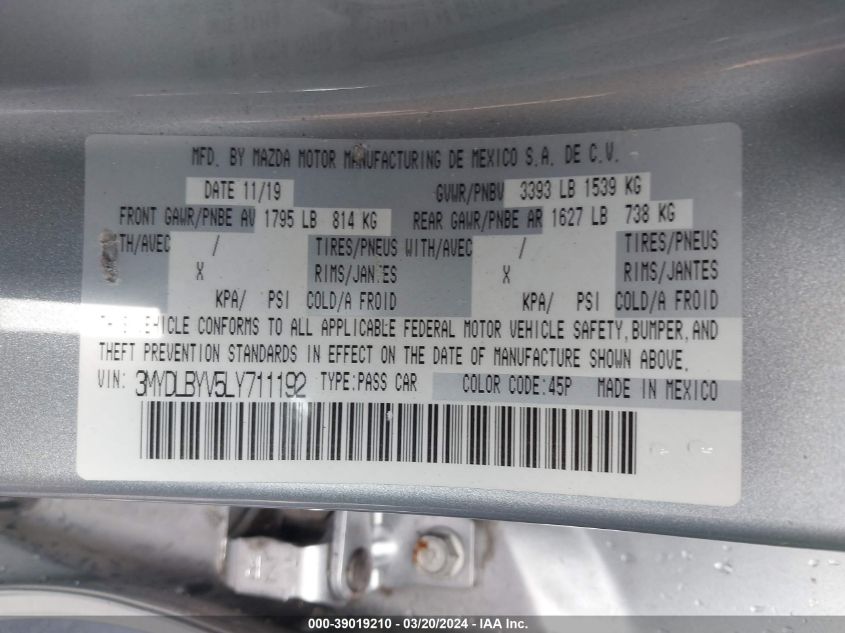 MFD. BY MAZDA MOTOR MANUFACTURING DE MEXICO S.A. DE C.V.
DATE 11/19 GVWR/PNBV 3393 LB 1539 KG
FRONT GAWR/PNBE AV 1795 LB 814 KG REAR GAWR/PNBE AR 1627 LB 738 KG
TH/AVEC / TIRES/PNEUS WITH/AVEC / TIRES/PNEUS
X RIMS/JANTES X RIMS/JANTES
KPA/ PSI COLD/A FROID KPA/ PSI COLD/A FROID
THIS VEHICLE CONFORMS TO ALL APPLICABLE FEDERAL MOTOR VEHICLE SAFETY, BUMPER, AND
THEFT PREVENTION STANDARDS IN EFFECT ON THE DATE OF MANUFACTURE SHOWN ABOVE.
VIN: 3MYDLBYV5LY711192 TYPE:PASS CAR COLOR CODE:45P MADE IN MEXICO
000-39019210 - 03/20/2024 - IAA Inc.